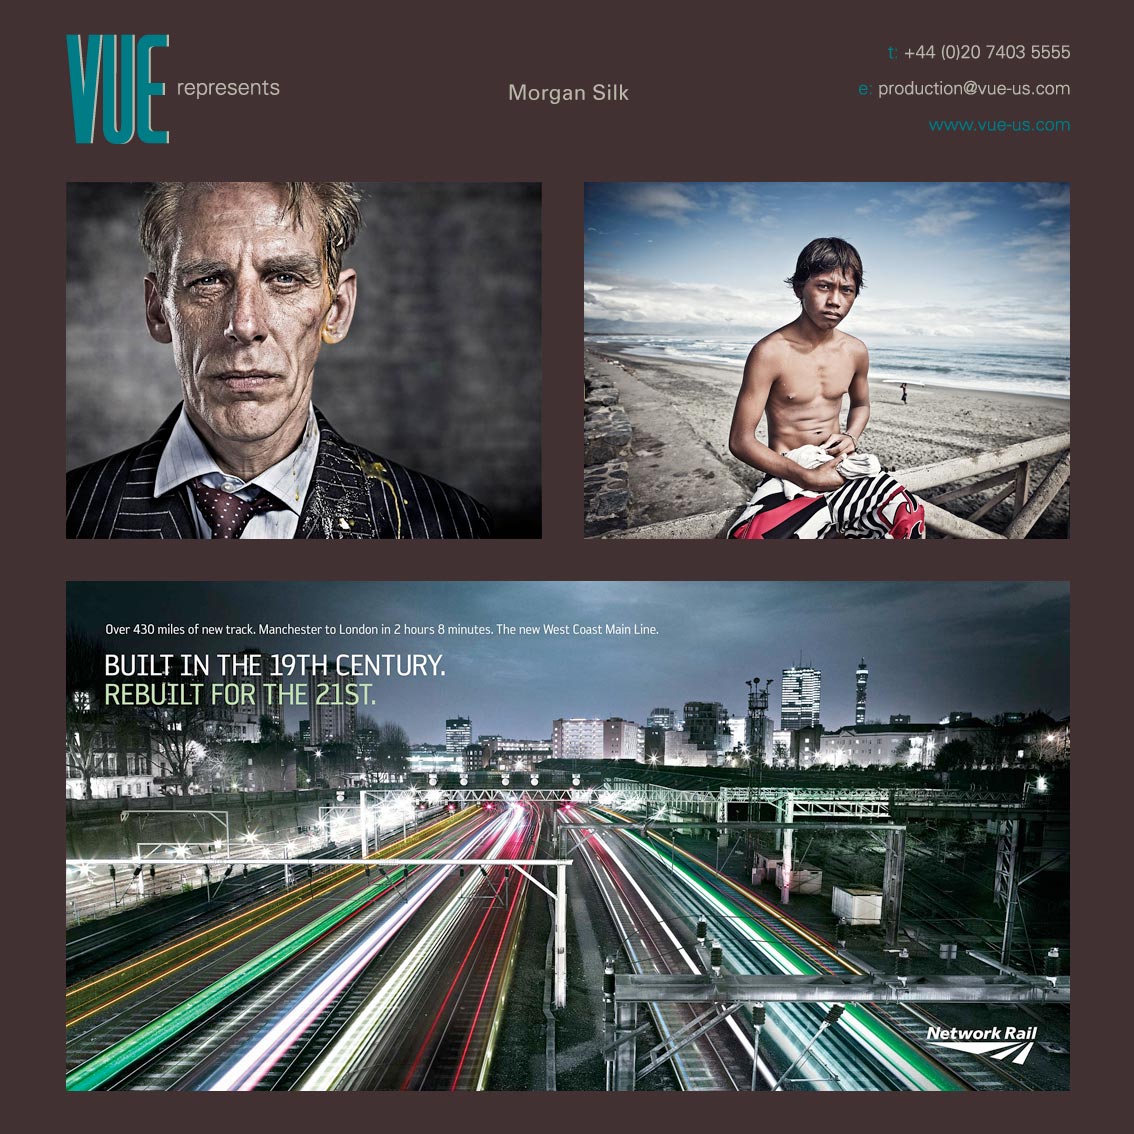 VUE represents
Morgan Silk
t: +44 (0)20 7403 5555
e: production@vue-us.com
www.vue-us.com
Over 430 miles of new track. Manchester to London in 2 hours 8 minutes. The new West Coast Main Line.
BUILT IN THE 19TH CENTURY.
REBUILT FOR THE 21ST.
Network Rail